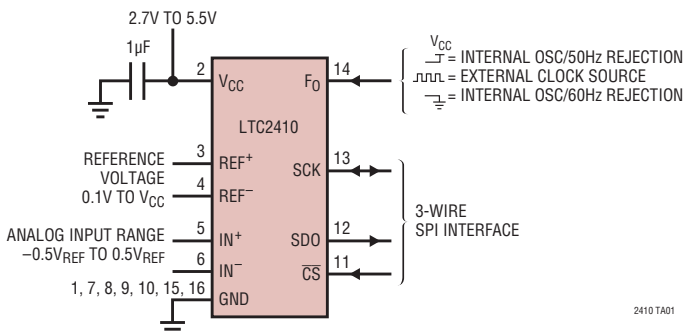 2.7V TO 5.5V
1µF
2
V_CC
F_O
14
V_CC
= INTERNAL OSC/50Hz REJECTION
= EXTERNAL CLOCK SOURCE
= INTERNAL OSC/60Hz REJECTION
LTC2410
REFERENCE
VOLTAGE
0.1V TO V_CC
3
REF+
4
REF–
SCK
13
3-WIRE
SPI INTERFACE
ANALOG INPUT RANGE
–0.5V_REF TO 0.5V_REF
5
IN+
6
IN–
SDO
12
CS
11
1, 7, 8, 9, 10, 15, 16
GND
2410 TA01